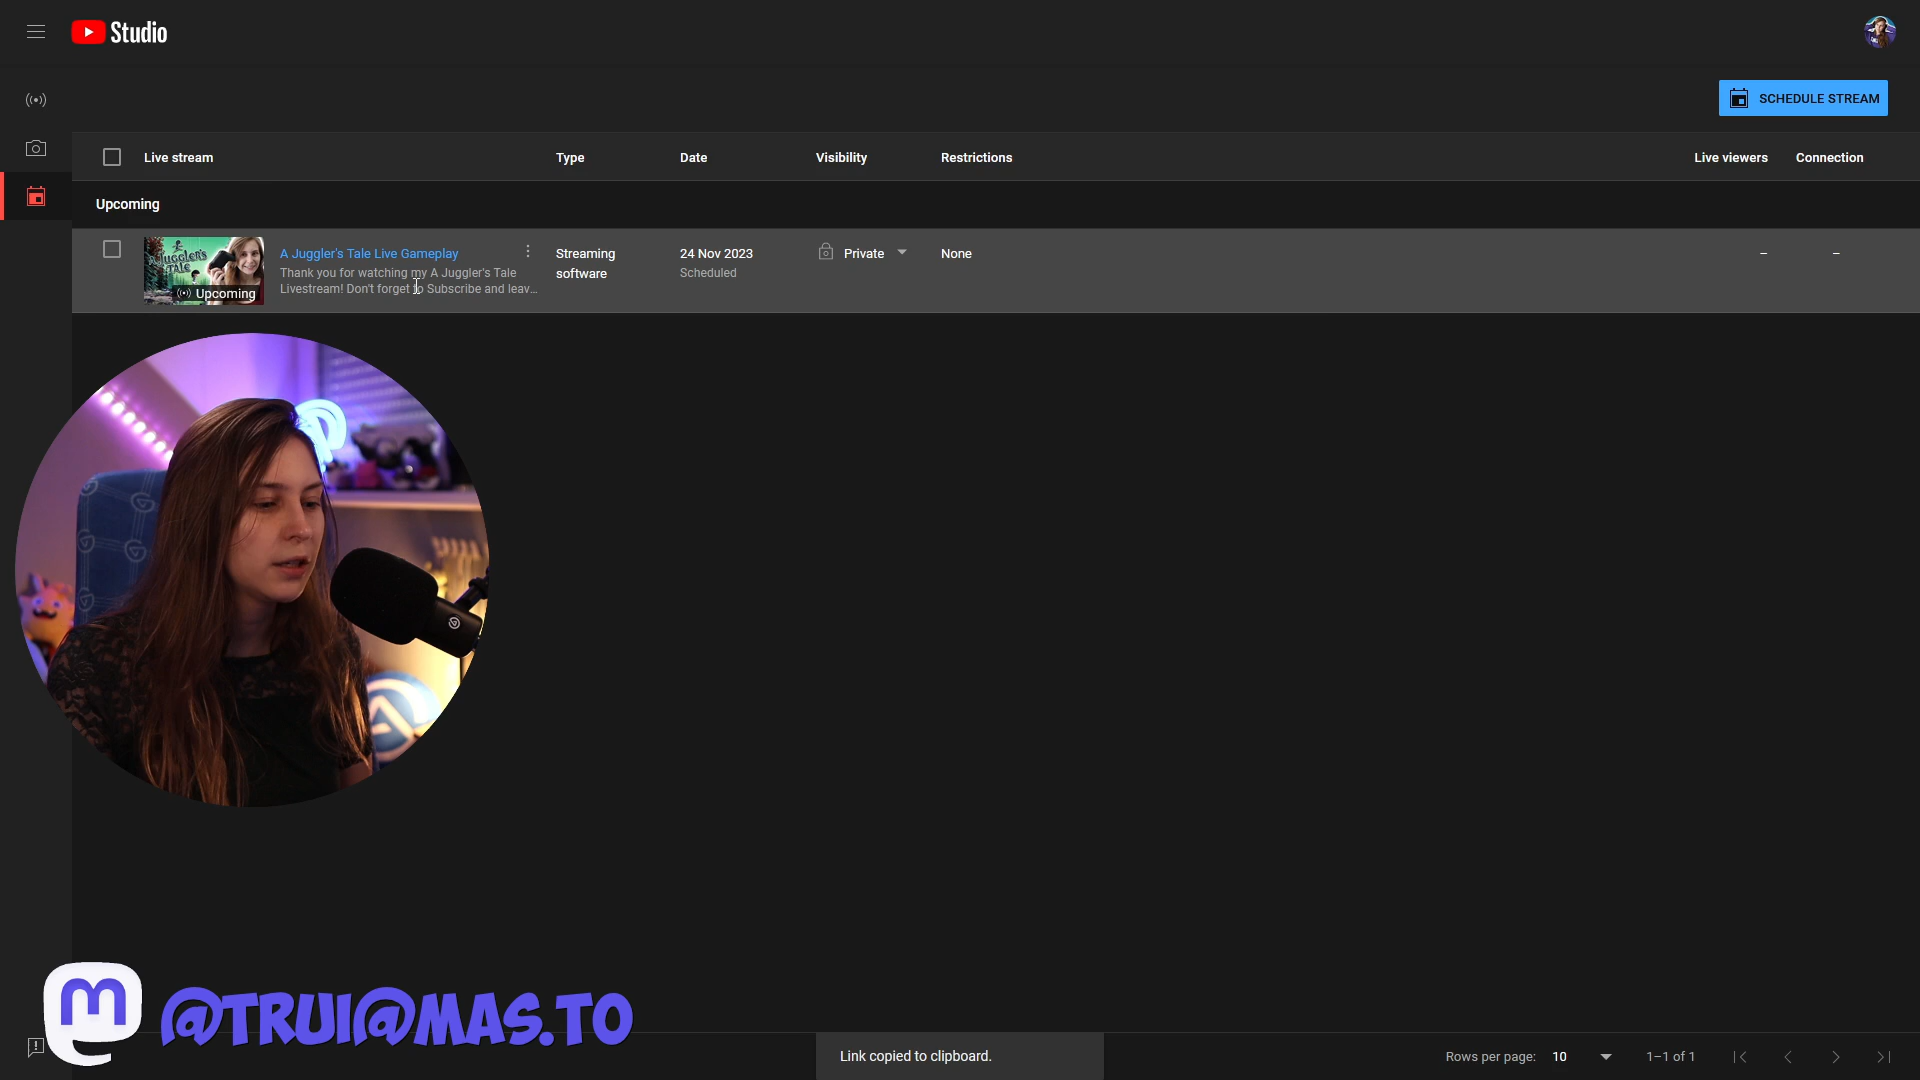 Studio
SCHEDULE STREAM
Live stream
Type
Date
Visibility
Restrictions
Live viewers
Connection
Upcoming
JUGGLER'S
TALE
Upcoming
A Juggler's Tale Live Gameplay
Thank you for watching my A Juggler's Tale
Livestream! Don't forget to Subscribe and leav...
Streaming
software
24 Nov 2023
Scheduled
Private
None
–
–
@TRUI@MAS.TO
Link copied to clipboard.
Rows per page:
10
1–1 of 1